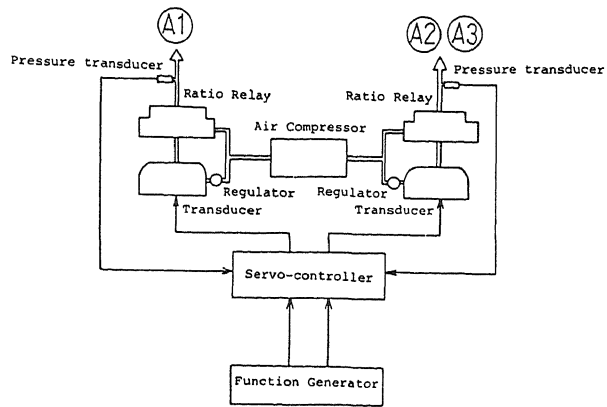 A1
A2 A3
Pressure transducer
Pressure transducer
Ratio Relay
Ratio Relay
Air Compressor
Regulator
Regulator
Transducer
Transducer
Servo-controller
Function Generator